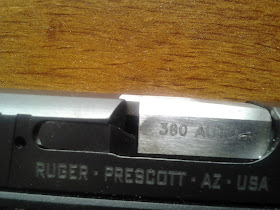 380 AUTO
RUGER · PRESCOTT · AZ · USA